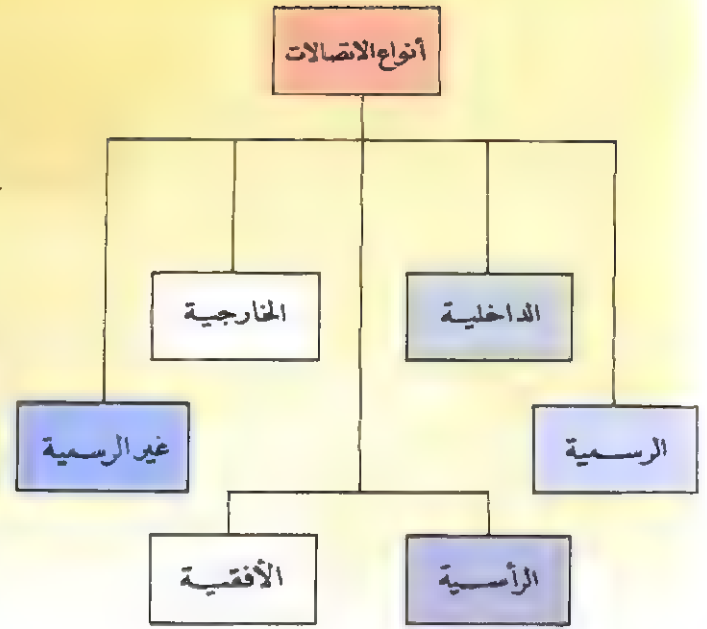 أنواع الاتصالات
الداخلية
الخارجية
الرسمية
غير الرسمية
الرأسية
الأفقية